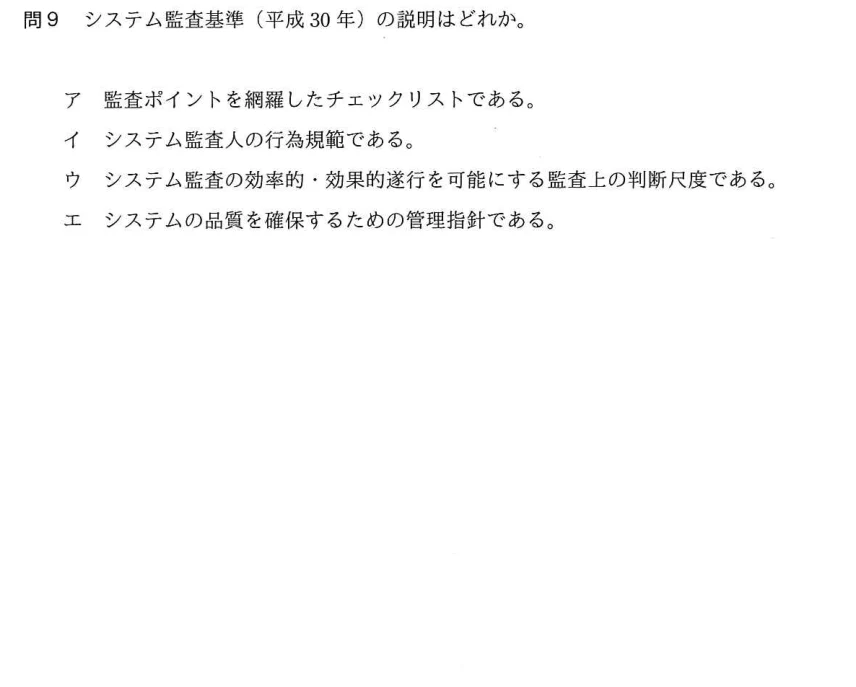 問9　システム監査基準（平成 30 年）の説明はどれか。
ア　監査ポイントを網羅したチェックリストである。
イ　システム監査人の行為規範である。
ウ　システム監査の効率的・効果的遂行を可能にする監査上の判断尺度である。
エ　システムの品質を確保するための管理指針である。